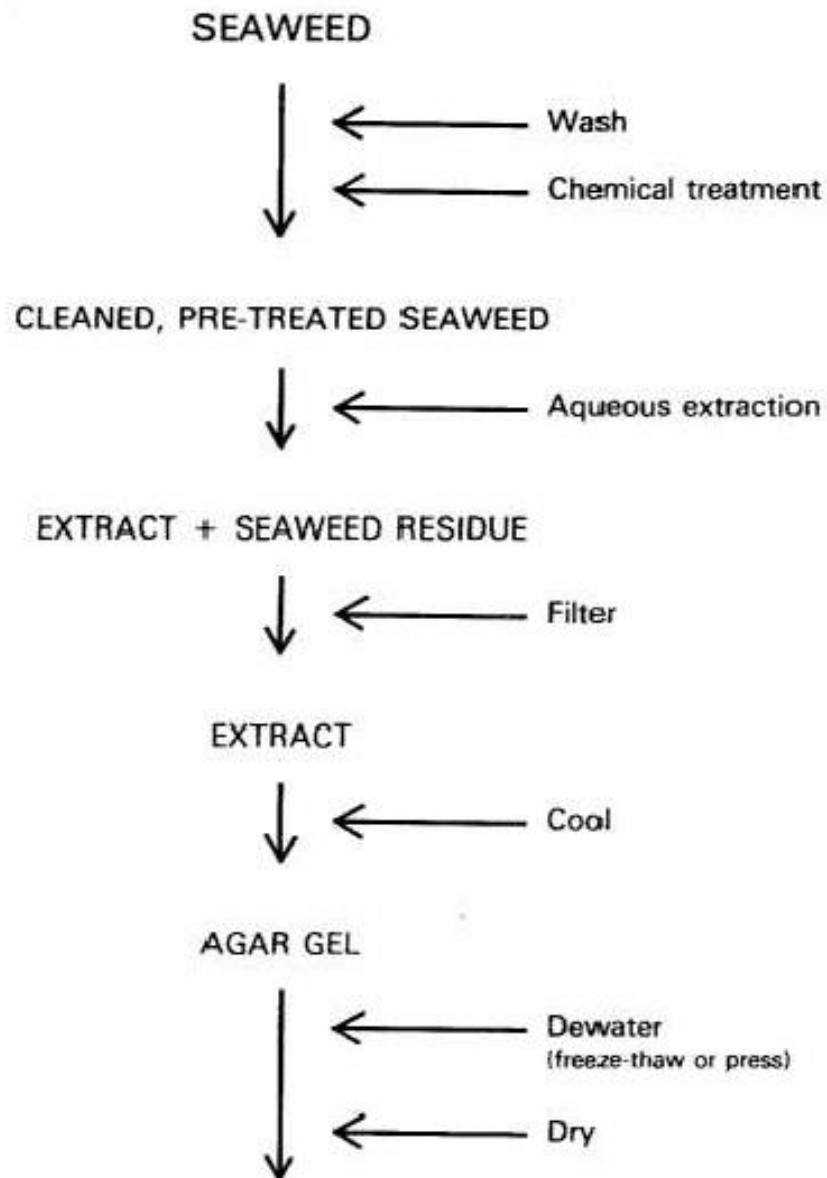 SEAWEED
Wash
Chemical treatment
CLEANED, PRE-TREATED SEAWEED
Aqueous extraction
EXTRACT + SEAWEED RESIDUE
Filter
EXTRACT
Cool
AGAR GEL
Dewater
(freeze-thaw or press)
Dry